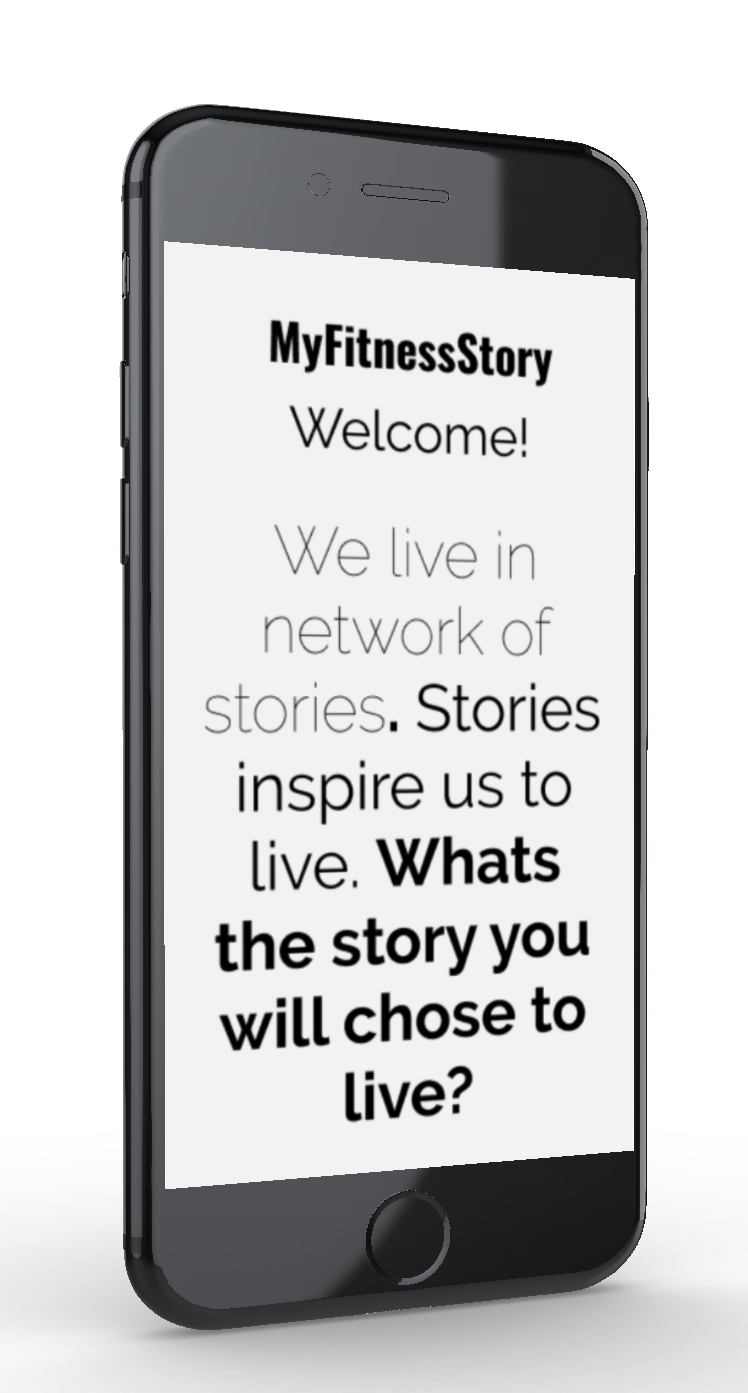 MyFitnessStory
Welcome!
We live in
network of
stories. Stories
inspire us to
live. Whats
the story you
will chose to
live?